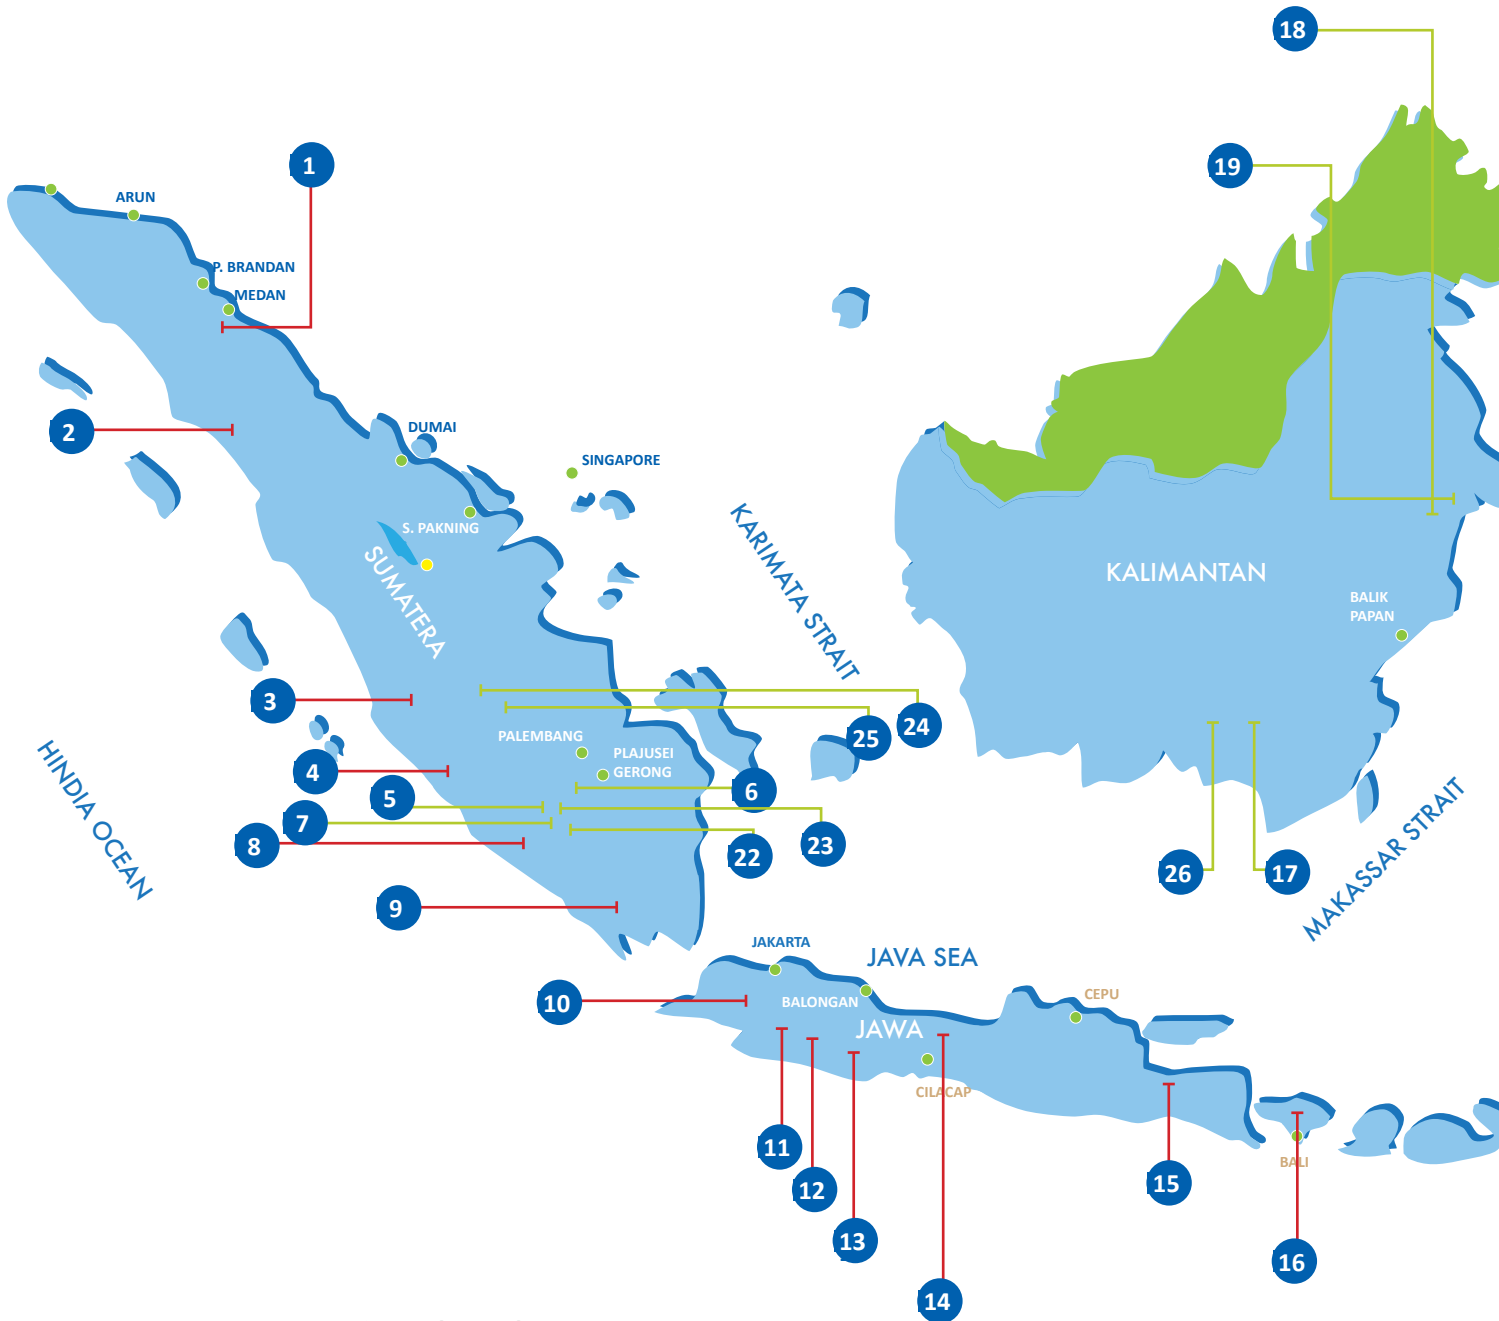 18
1
19
ARUN
P. BRANDAN
MEDAN
2
DUMAI
SINGAPORE
S. PAKNING
SUMATERA
KARIMATA STRAIT
KALIMANTAN
BALIK
PAPAN
3
24
25
PALEMBANG
PLAJUSEI
GERONG
4
5
6
7
8
23
22
26
17
HINDIA OCEAN
MAKASSAR STRAIT
9
JAKARTA
JAVA SEA
10
BALONGAN
CEPU
JAWA
CILACAP
11
12
13
14
15
BALI
16